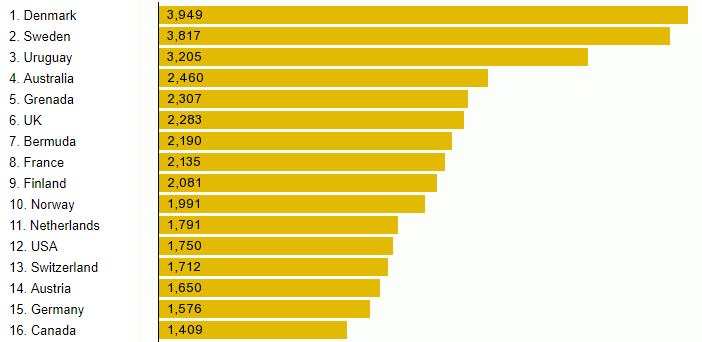 1. Denmark 3,949
2. Sweden 3,817
3. Uruguay 3,205
4. Australia 2,460
5. Grenada 2,307
6. UK 2,283
7. Bermuda 2,190
8. France 2,135
9. Finland 2,081
10. Norway 1,991
11. Netherlands 1,791
12. USA 1,750
13. Switzerland 1,712
14. Austria 1,650
15. Germany 1,576
16. Canada 1,409